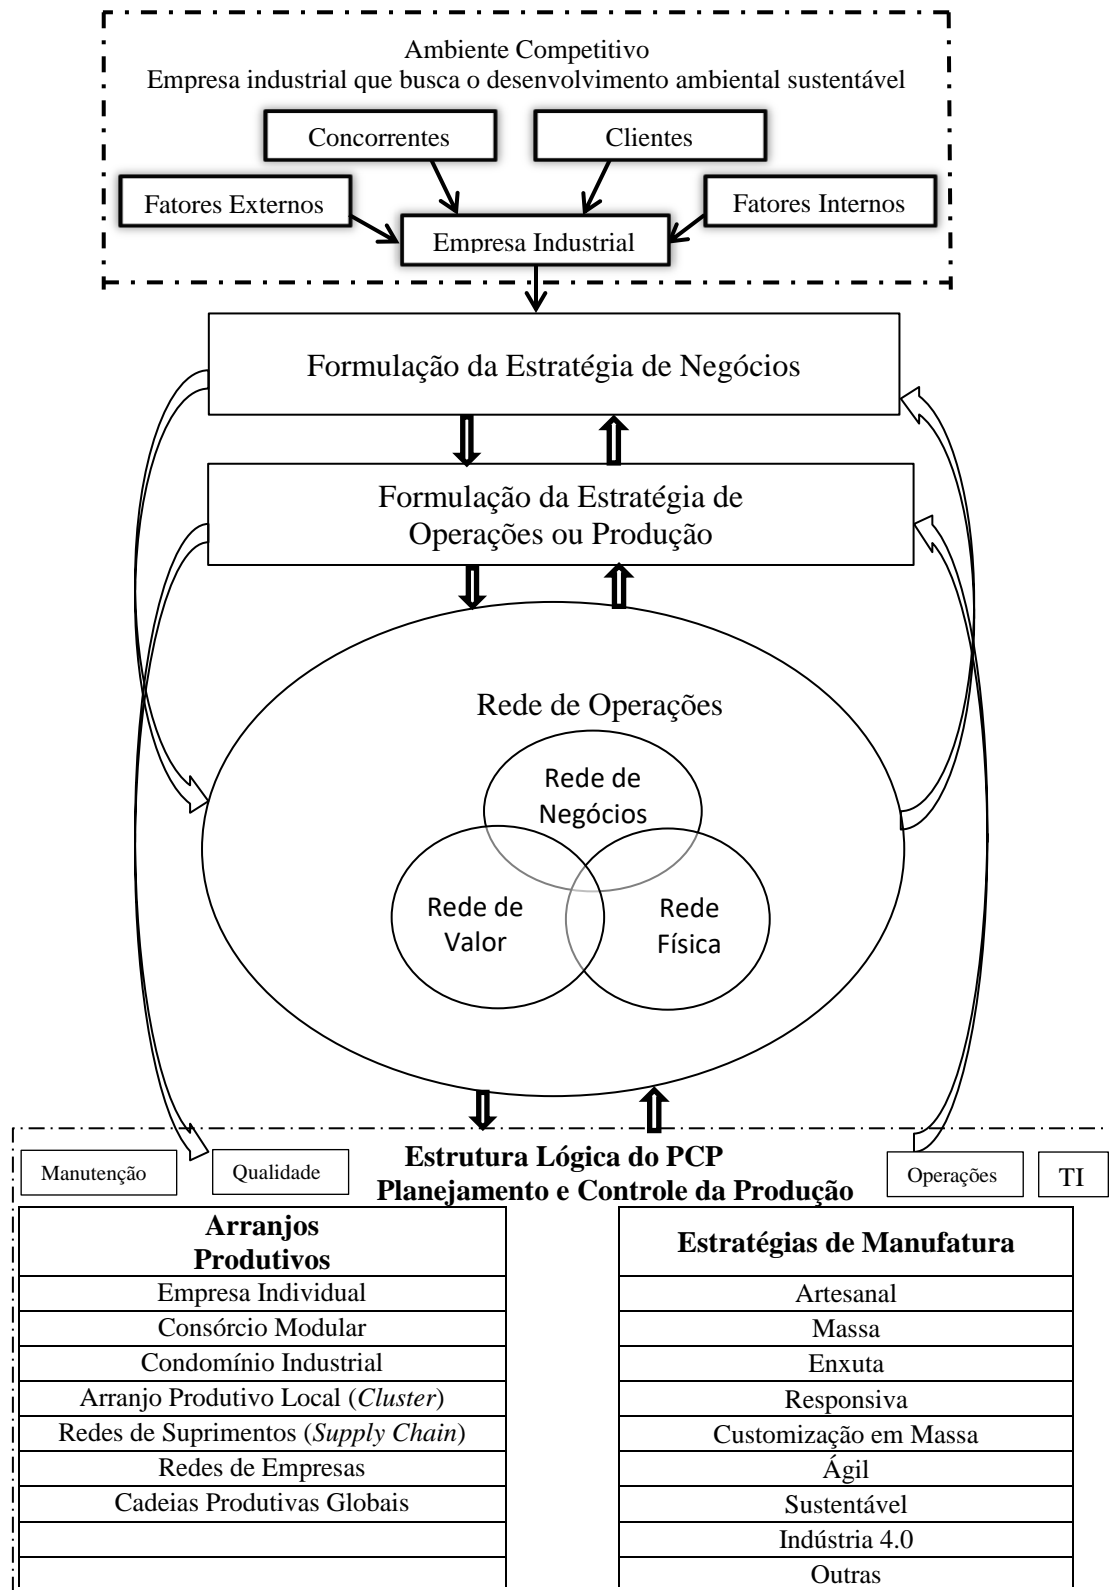 Ambiente Competitivo
Empresa industrial que busca o desenvolvimento ambiental sustentável
Concorrentes
Clientes
Fatores Externos
Fatores Internos
Empresa Industrial
Formulação da Estratégia de Negócios
Formulação da Estratégia de
Operações ou Produção
Rede de Operações
Rede de
Negócios
Rede de
Valor
Rede
Física
Manutenção
Qualidade
Estrutura Lógica do PCP
Planejamento e Controle da Produção
Operações
TI
Arranjos
Produtivos
Empresa Individual
Consórcio Modular
Condomínio Industrial
Arranjo Produtivo Local (Cluster)
Redes de Suprimentos (Supply Chain)
Redes de Empresas
Cadeias Produtivas Globais
Estratégias de Manufatura
Artesanal
Massa
Enxuta
Responsiva
Customização em Massa
Ágil
Sustentável
Indústria 4.0
Outras